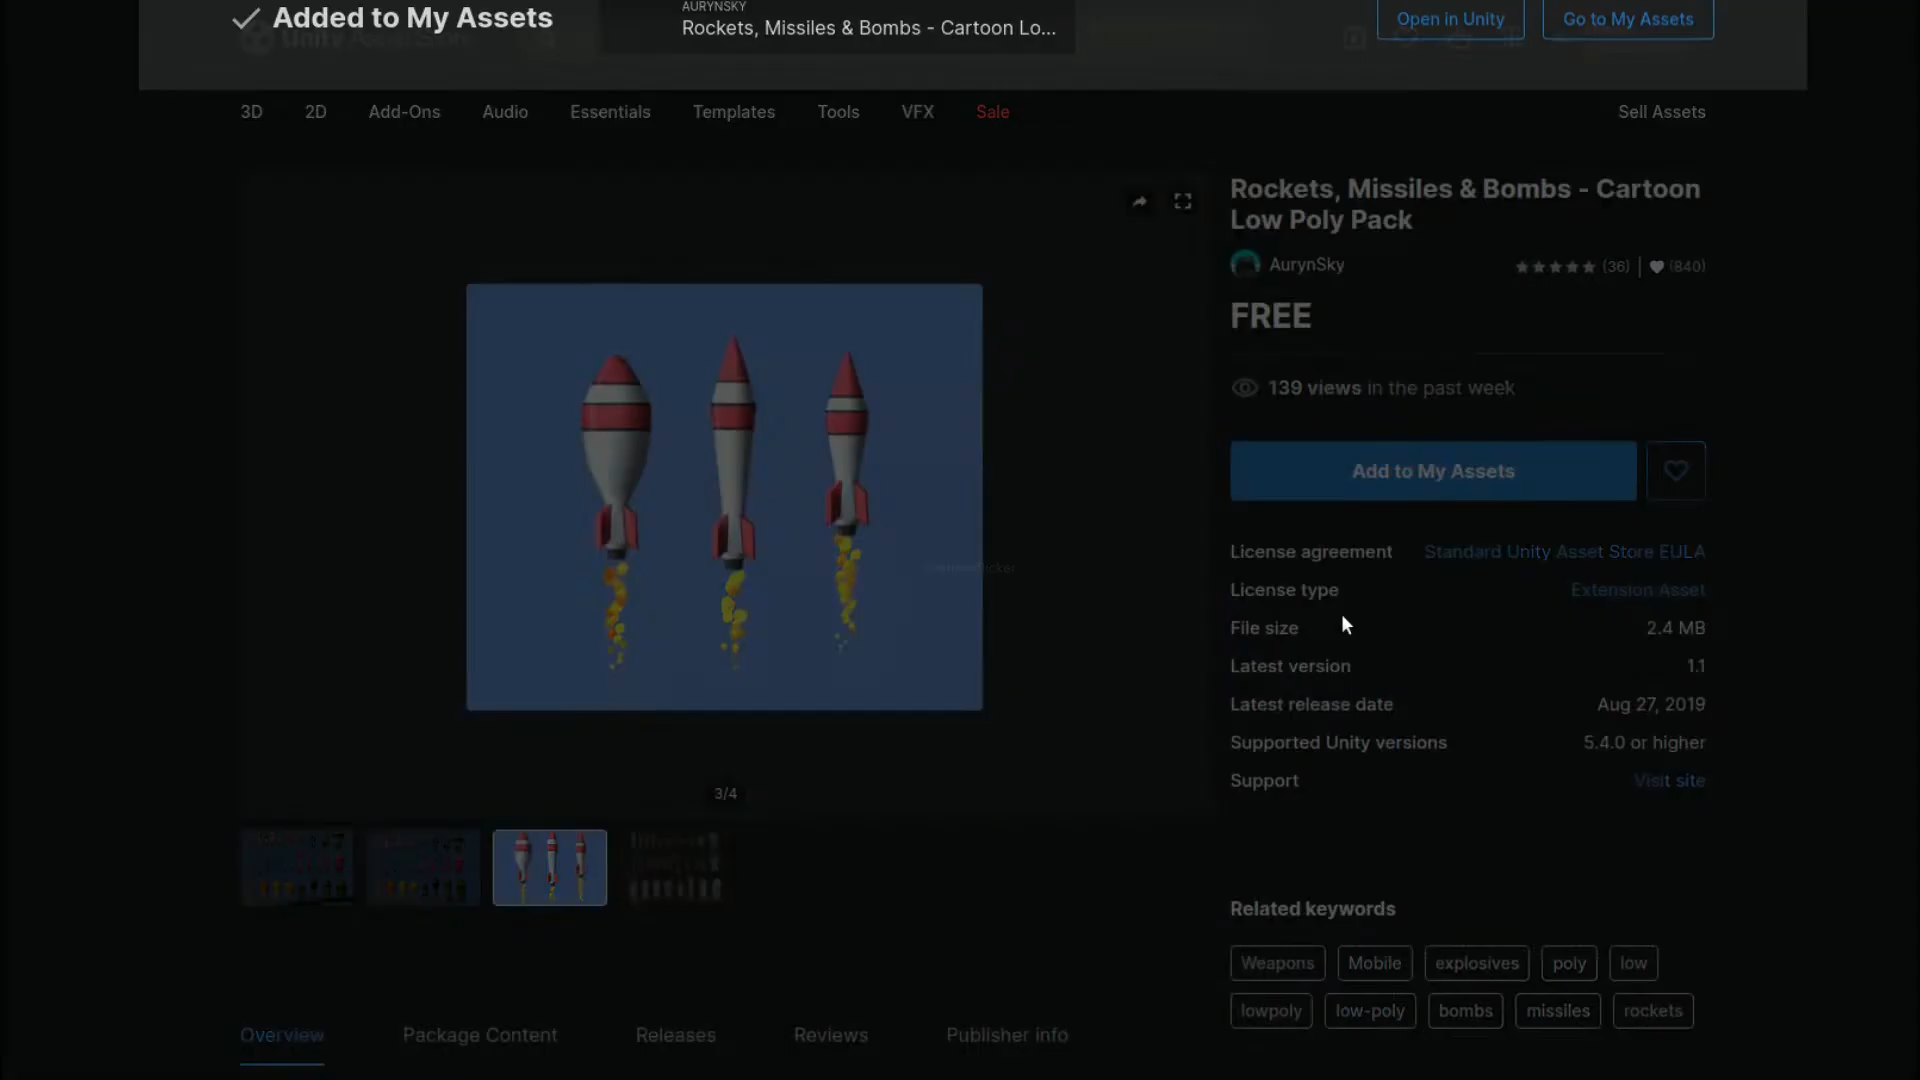 Added to My Assets
AURYNSKY
Rockets, Missiles & Bombs - Cartoon Lo...
Open in Unity
Go to My Assets
3D 2D Add-Ons Audio Essentials Templates Tools VFX Sale Sell Assets
Rockets, Missiles & Bombs - Cartoon
Low Poly Pack
AurynSky (36) | (840)
FREE
139 views in the past week
Add to My Assets
License agreement Standard Unity Asset Store EULA
License type Extension Asset
File size 2.4 MB
Latest version 1.1
Latest release date Aug 27, 2019
Supported Unity versions 5.4.0 or higher
Support Visit site
3/4
Related keywords
Weapons Mobile explosives poly low
lowpoly low-poly bombs missiles rockets
Overview Package Content Releases Reviews Publisher info